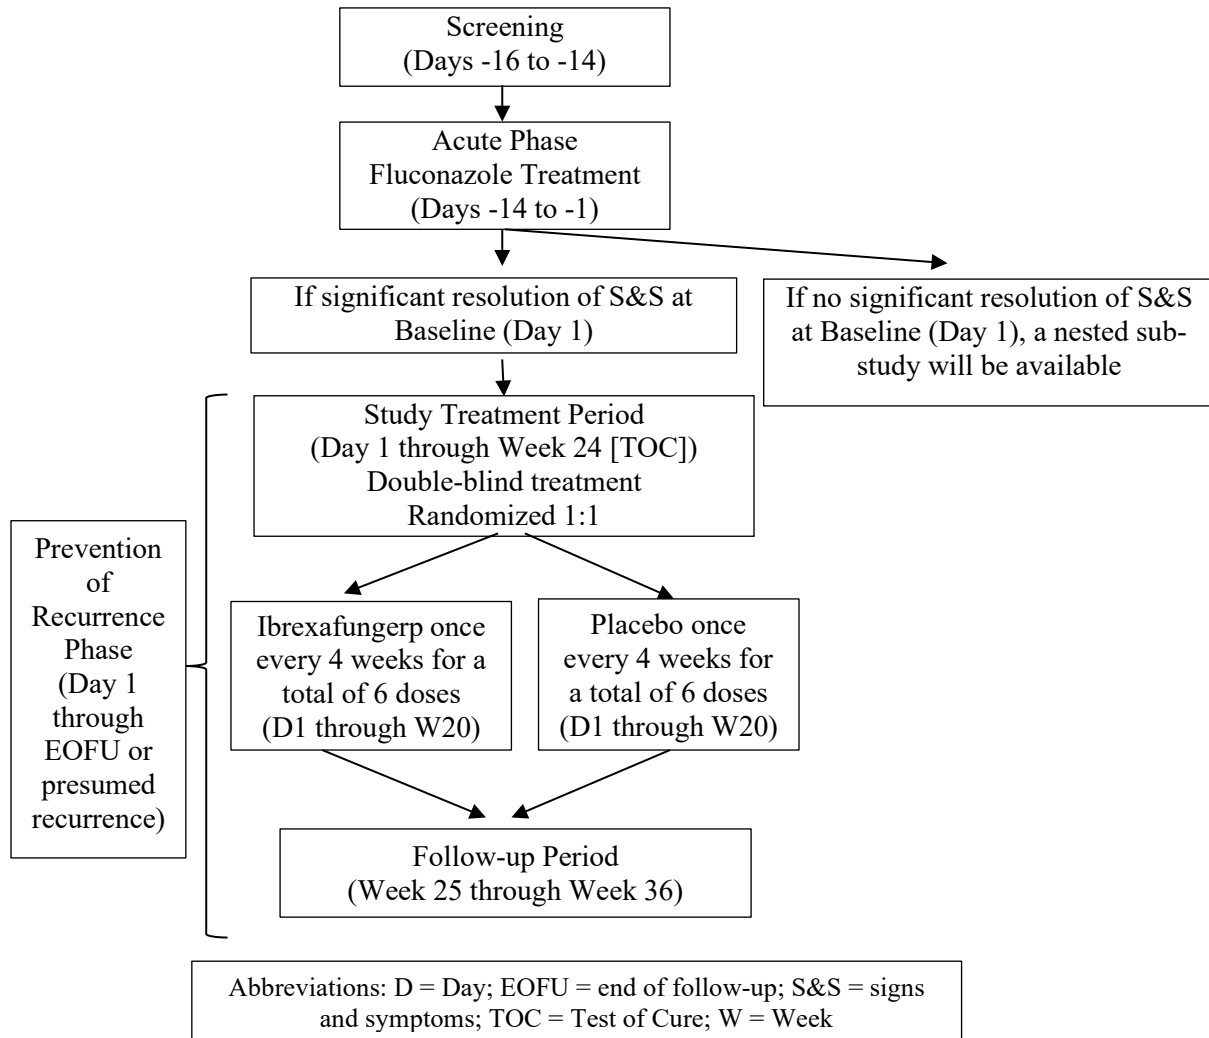 Screening
(Days -16 to -14)
Acute Phase
Fluconazole Treatment
(Days -14 to -1)
If significant resolution of S&S at
Baseline (Day 1)
If no significant resolution of S&S
at Baseline (Day 1), a nested sub-
study will be available
Study Treatment Period
(Day 1 through Week 24 [TOC])
Double-blind treatment
Randomized 1:1
Prevention
of
Recurrence
Phase
(Day 1
through
EOFU or
presumed
recurrence)
Ibrexafungerp once
every 4 weeks for a
total of 6 doses
(D1 through W20)
Placebo once
every 4 weeks for
a total of 6 doses
(D1 through W20)
Follow-up Period
(Week 25 through Week 36)
Abbreviations: D = Day; EOFU = end of follow-up; S&S = signs
and symptoms; TOC = Test of Cure; W = Week